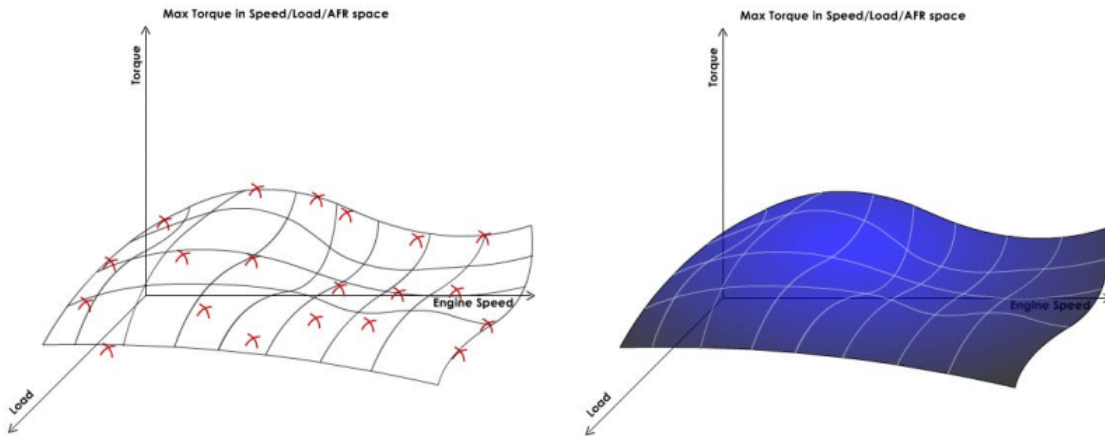 Max Torque in Speed/Load/AFR space
Torque
Engine Speed
Load
Max Torque in Speed/Load/AFR space
Torque
Engine Speed
Load